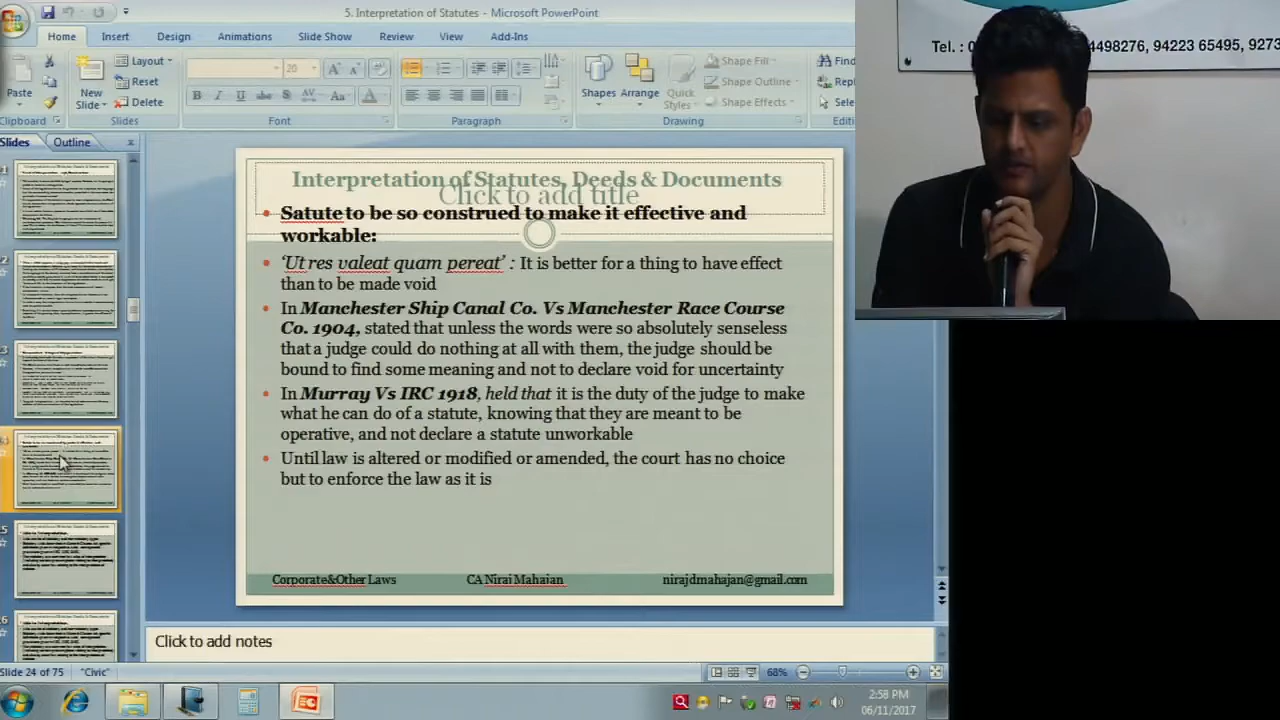 5. Interpretation of Statutes - Microsoft PowerPoint
Home Insert Design Animations Slide Show Review View Add-Ins
Paste
Clipboard
New
Slide
Layout
Reset
Delete
Slides
20
B I U abc S AV Aa A
Font
Paragraph
Shapes Arrange Quick
Styles
Shape Fill
Shape Outline
Shape Effects
Drawing
Find
Repl
Sele
Editi
Tel. : 0
4498276, 94223 65495, 9273
Slides Outline
Interpretation of Statutes, Deeds & Documents
Click to add title
Satute to be so construed to make it effective and
workable:
‘Ut res valeat quam pereat’ : It is better for a thing to have effect
than to be made void
In Manchester Ship Canal Co. Vs Manchester Race Course
Co. 1904, stated that unless the words were so absolutely senseless
that a judge could do nothing at all with them, the judge should be
bound to find some meaning and not to declare void for uncertainty
In Murray Vs IRC 1918, held that it is the duty of the judge to make
what he can do of a statute, knowing that they are meant to be
operative, and not declare a statute unworkable
Until law is altered or modified or amended, the court has no choice
but to enforce the law as it is
Corporate&Other Laws CA Niraj Mahajan nirajdmahajan@gmail.com
Click to add notes
Slide 24 of 75 "Civic" 68%
2:58 PM
06/11/2017